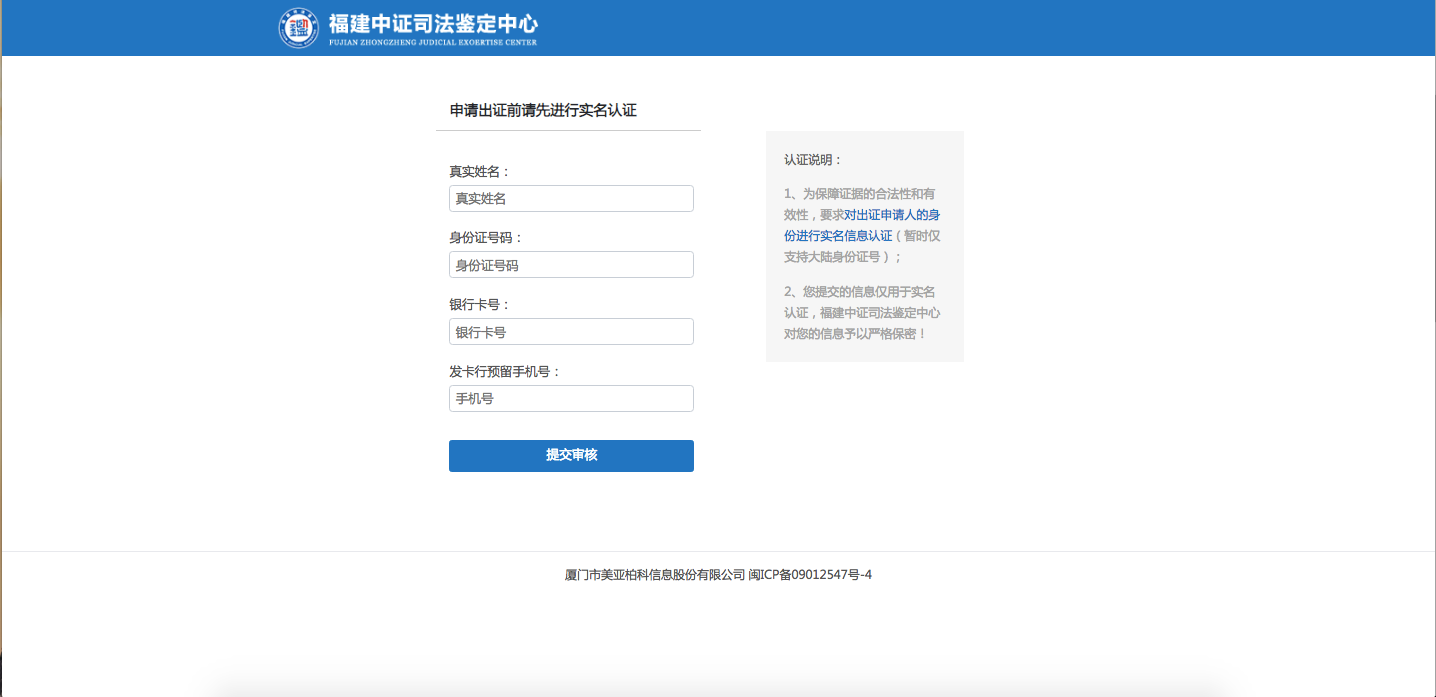 福建中证司法鉴定中心
FUJIAN ZHONGZHENG JUDICIAL EXOERTISE CENTER
申请出证前请先进行实名认证
真实姓名：
真实姓名
身份证号码：
身份证号码
银行卡号：
银行卡号
发卡行预留手机号：
手机号
提交审核
认证说明：
1、为保障证据的合法性和有
效性，要求对出证申请人的身
份进行实名信息认证（暂时仅
支持大陆身份证号）；
2、您提交的信息仅用于实名
认证，福建中证司法鉴定中心
对您的信息予以严格保密！
厦门市美亚柏科信息股份有限公司 闽ICP备09012547号-4